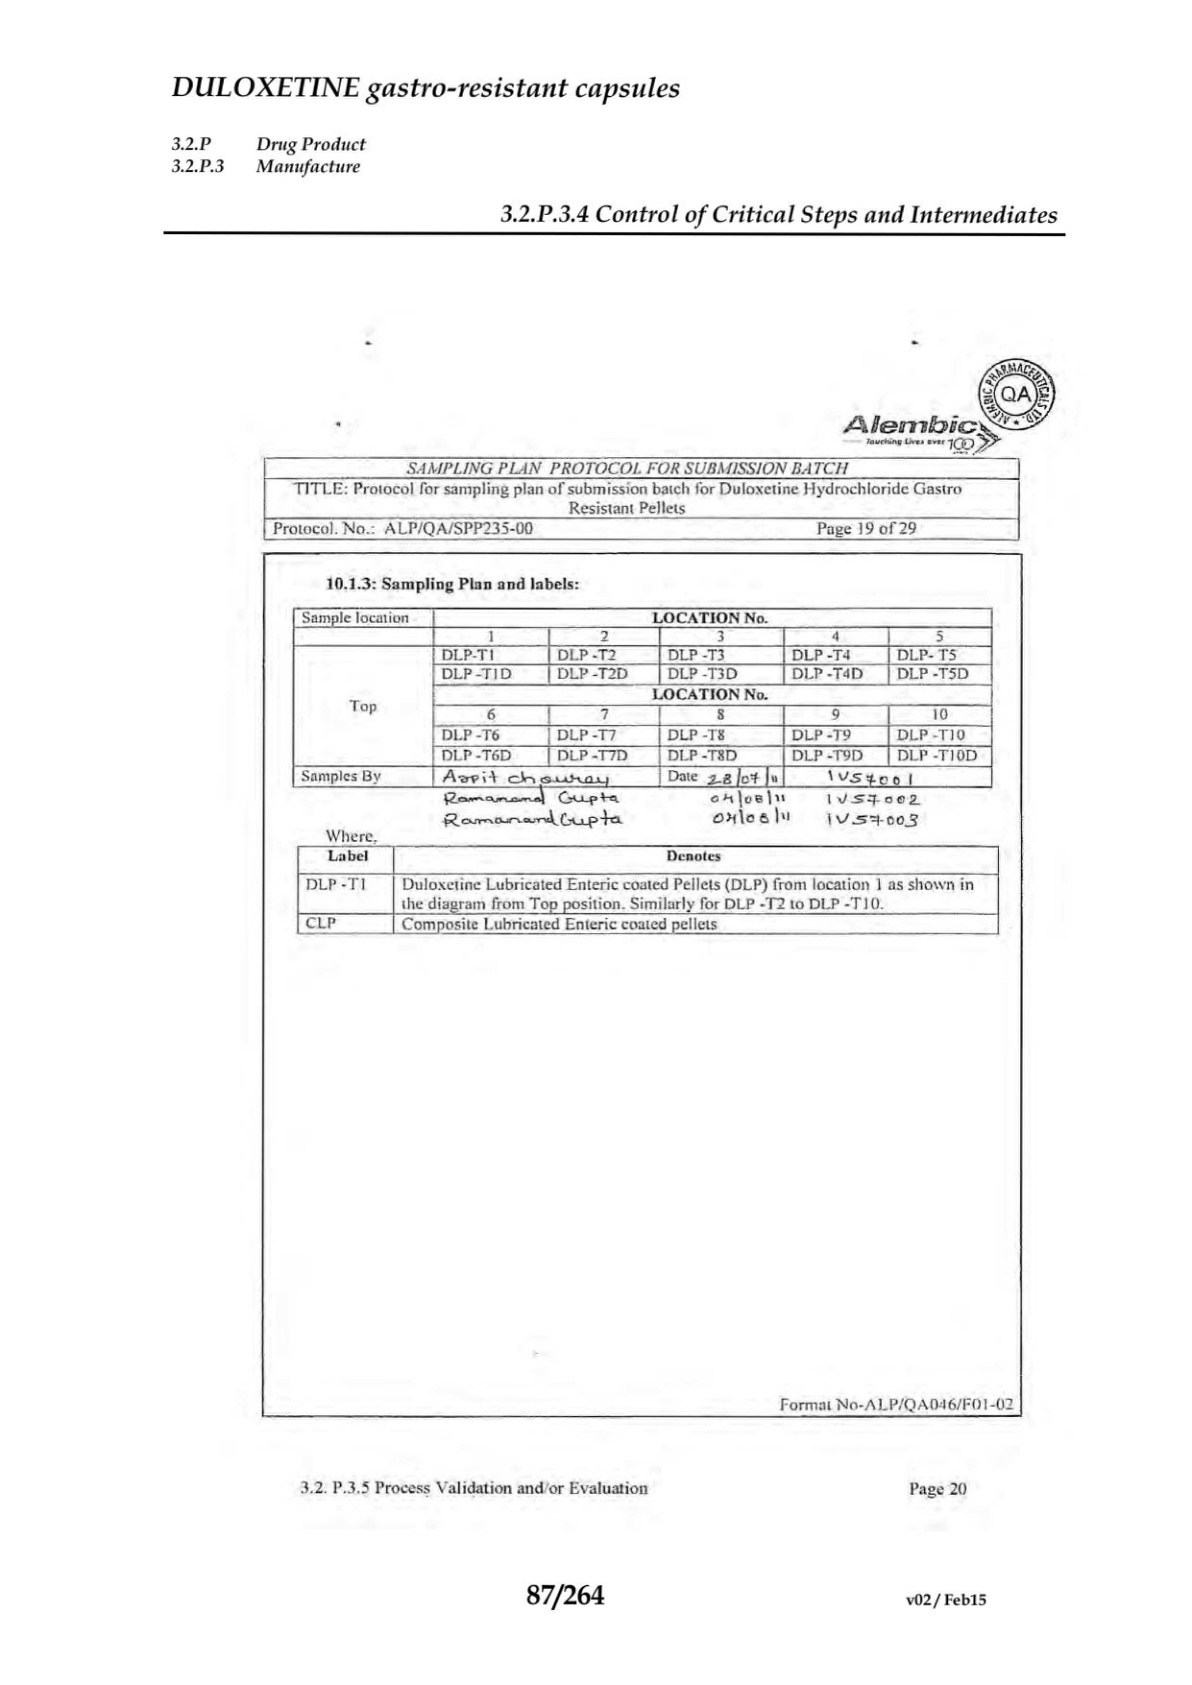 DULOXETINE gastro-resistant capsules
3.2.P Drug Product
3.2.P.3 Manufacture
3.2.P.3.4 Control of Critical Steps and Intermediates
ALEMBIC PHARMACEUTICALS LTD.
QA
Alembic
Touching Lives over 100
SAMPLING PLAN PROTOCOL FOR SUBMISSION BATCH
TITLE: Protocol for sampling plan of submission batch for Duloxetine Hydrochloride Gastro
Resistant Pellets
Protocol. No.: ALP/QA/SPP235-00 Page 19 of 29
10.1.3: Sampling Plan and labels:
Sample location LOCATION No.
1 2 3 4 5
DLP-T1 DLP -T2 DLP -T3 DLP -T4 DLP- T5
DLP -T1D DLP -T2D DLP -T3D DLP -T4D DLP -T5D
LOCATION No.
Top
6 7 8 9 10
DLP -T6 DLP -T7 DLP -T8 DLP -T9 DLP -T10
DLP -T6D DLP -T7D DLP -T8D DLP -T9D DLP -T10D
Samples By Arpit chouray Date 28/07/11 1VS7001
Ramanand Gupta 04/08/11 1VS7002
Ramanand Gupta 04/08/11 1VS7003
Where,
Label Denotes
DLP -T1 Duloxetine Lubricated Enteric coated Pellets (DLP) from location 1 as shown in
the diagram from Top position. Similarly for DLP -T2 to DLP -T10.
CLP Composite Lubricated Enteric coated pellets
Format No-ALP/QA046/F01-02
3.2. P.3.5 Process Validation and/or Evaluation Page 20
87/264
v02 / Feb15